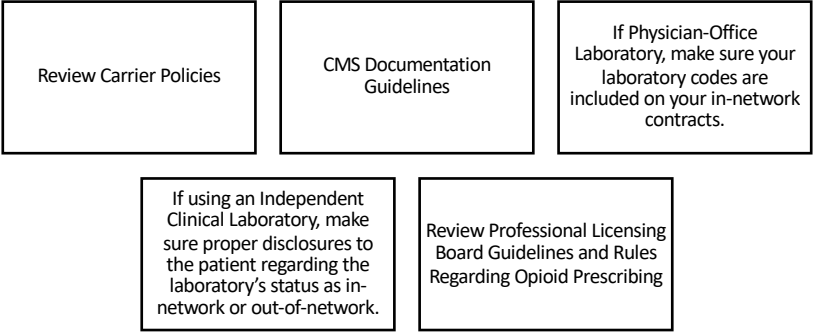 Review Carrier Policies
CMS Documentation
Guidelines
If Physician-Office
Laboratory, make sure your
laboratory codes are
included on your in-network
contracts.
If using an Independent
Clinical Laboratory, make
sure proper disclosures to
the patient regarding the
laboratory’s status as in-
network or out-of-network.
Review Professional Licensing
Board Guidelines and Rules
Regarding Opioid Prescribing